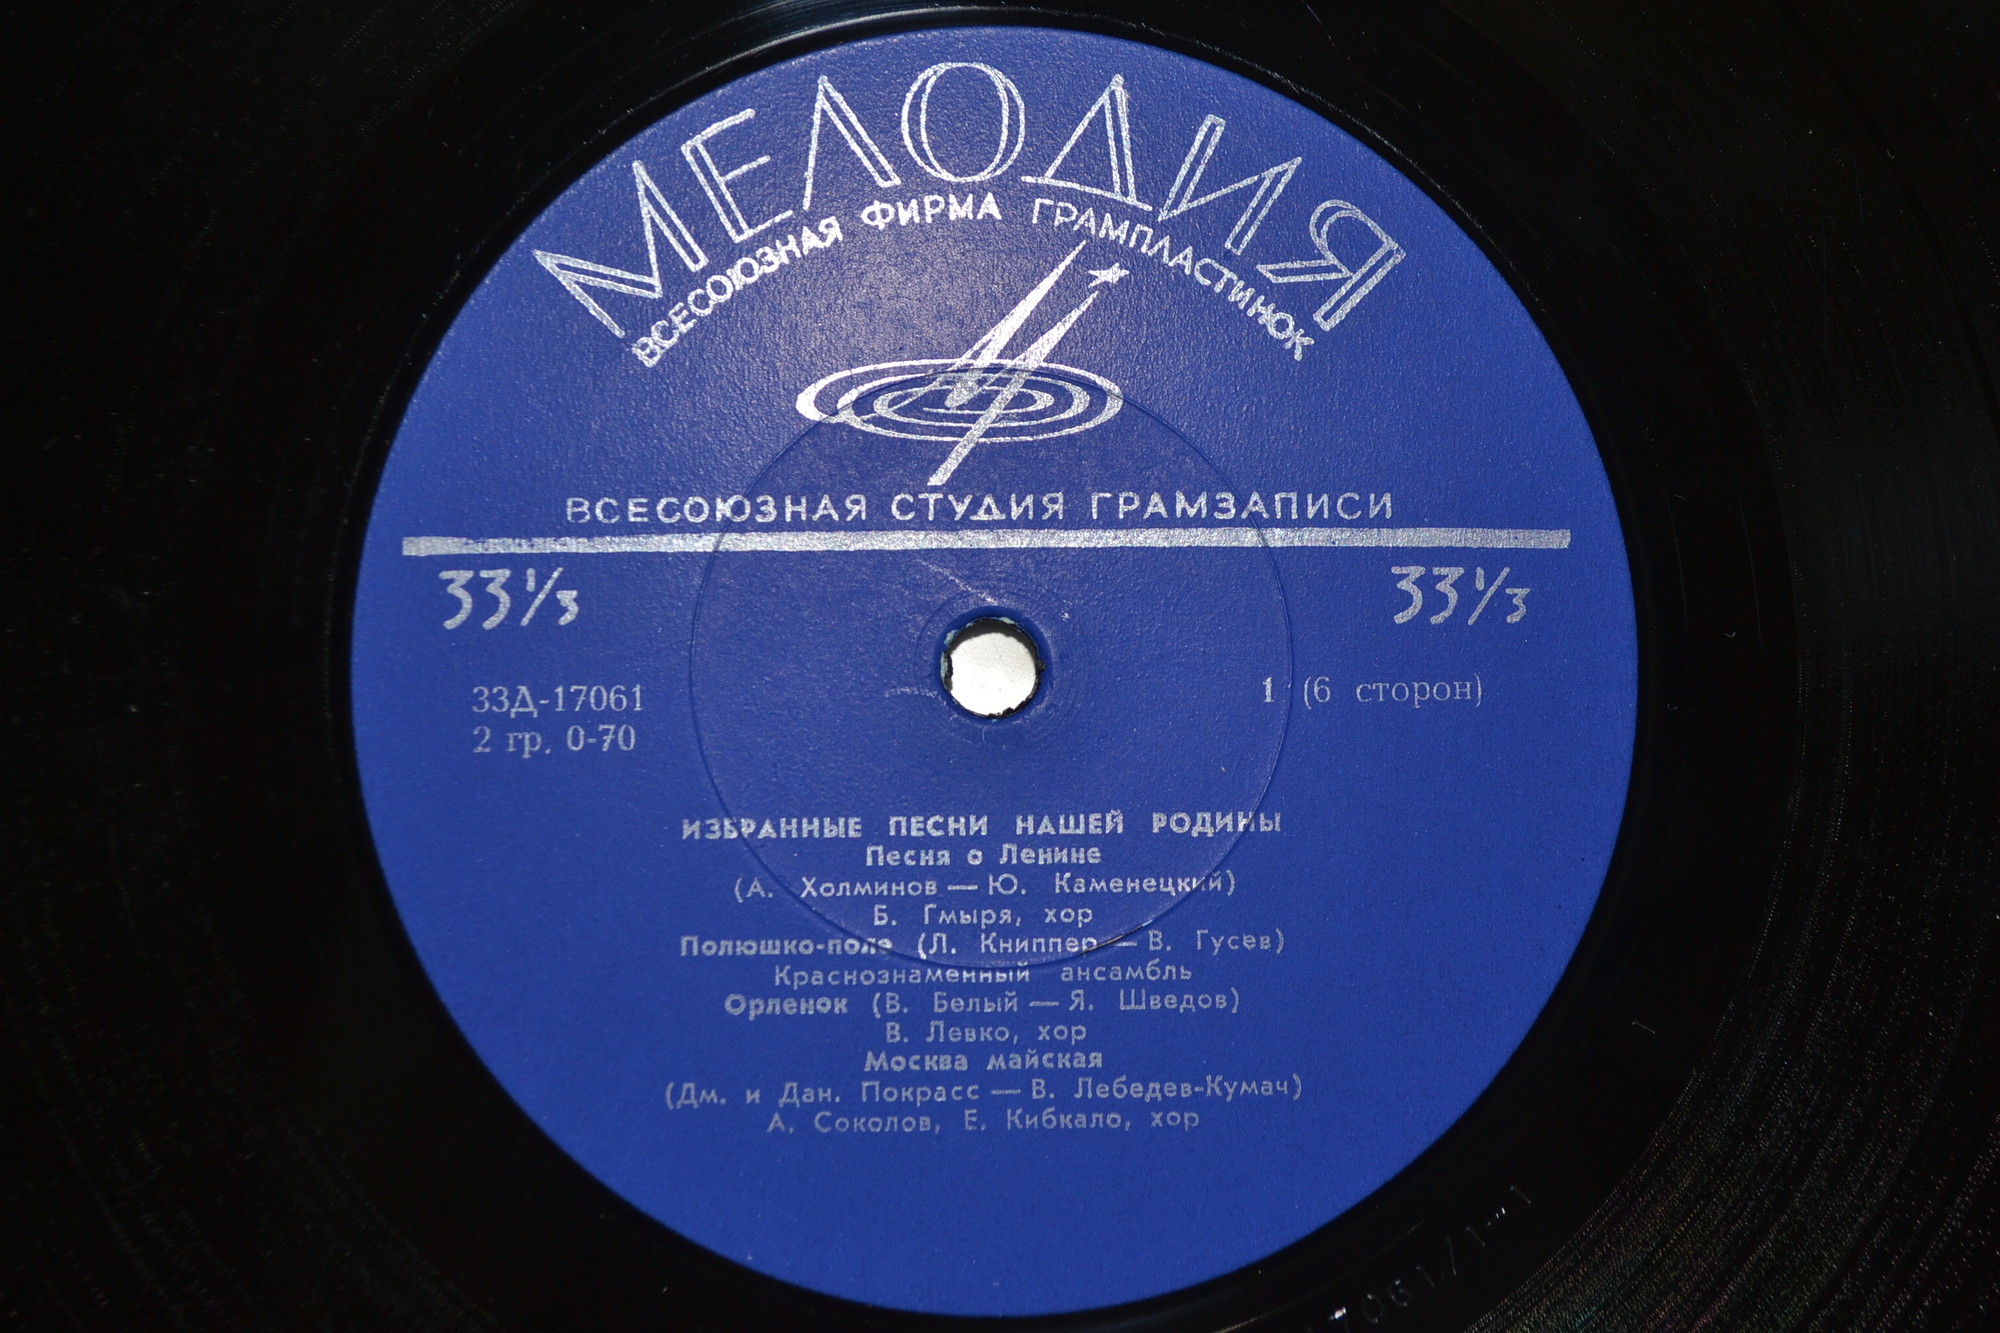 МЕЛОДИЯ
ВСЕСОЮЗНАЯ ФИРМА ГРАМПЛАСТИНОК
ВСЕСОЮЗНАЯ СТУДИЯ ГРАМЗАПИСИ
33⅓ 33⅓
33Д-17061 1 (6 сторон)
2 гр. 0-70
ИЗБРАННЫЕ ПЕСНИ НАШЕЙ РОДИНЫ
Песня о Ленине
(А. Холминов — Ю. Каменецкий)
Б. Гмыря, хор
Полюшко-поле (Л. Книппер — В. Гусев)
Краснознаменный ансамбль
Орленок (В. Белый — Я. Шведов)
В. Левко, хор
Москва майская
(Дм. и Дан. Покрасс — В. Лебедев-Кумач)
А. Соколов, Е. Кибкало, хор